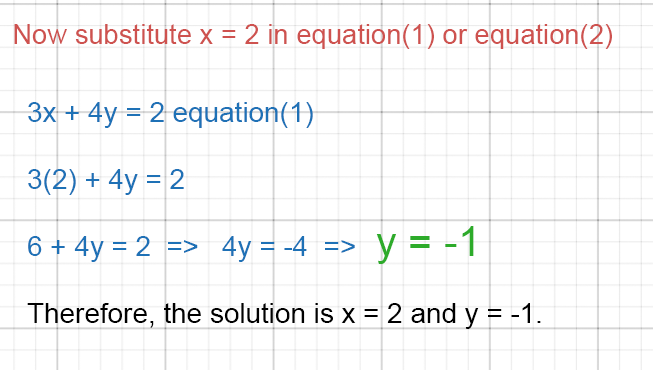 Now substitute x = 2 in equation(1) or equation(2)
3x + 4y = 2 equation(1)
3(2) + 4y = 2
6 + 4y = 2 => 4y = -4 => y = -1
Therefore, the solution is x = 2 and y = -1.